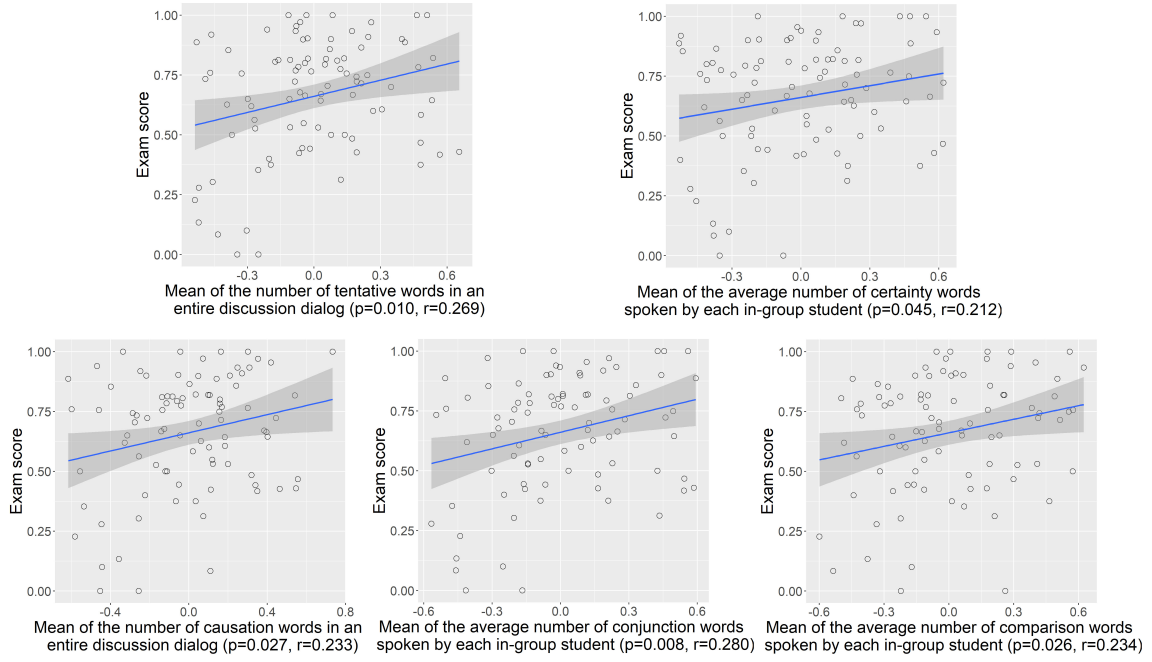 1.00
0.75
0.50
0.25
0.00
Exam score
-0.3 0.0 0.3 0.6
Mean of the number of tentative words in an
entire discussion dialog (p=0.010, r=0.269)
1.00
0.75
0.50
0.25
0.00
Exam score
-0.3 0.0 0.3 0.6
Mean of the average number of certainty words
spoken by each in-group student (p=0.045, r=0.212)
1.00
0.75
0.50
0.25
0.00
Exam score
-0.4 0.0 0.4 0.8
Mean of the number of causation words in an
entire discussion dialog (p=0.027, r=0.233)
1.00
0.75
0.50
0.25
0.00
Exam score
-0.6 -0.3 0.0 0.3 0.6
Mean of the average number of conjunction words
spoken by each in-group student (p=0.008, r=0.280)
1.00
0.75
0.50
0.25
0.00
Exam score
-0.6 -0.3 0.0 0.3 0.6
Mean of the average number of comparison words
spoken by each in-group student (p=0.026, r=0.234)